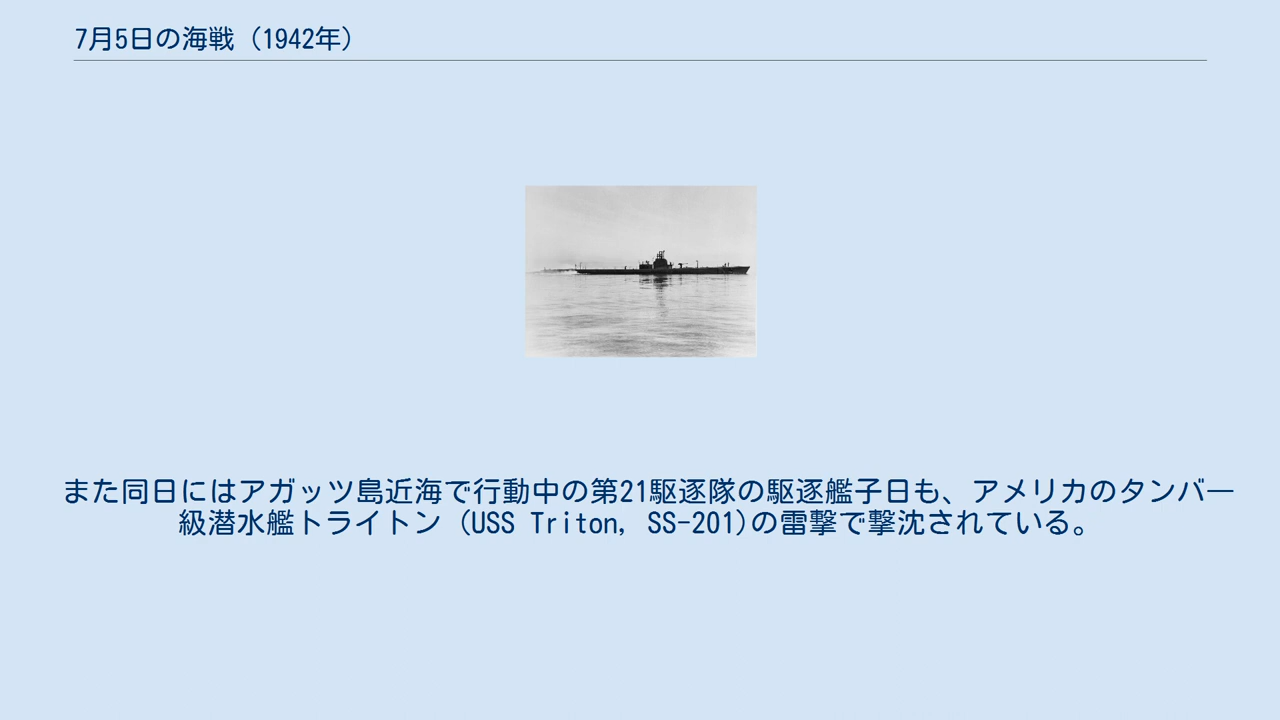 7月5日の海戦（1942年）
また同日にはアガッツ島近海で行動中の第21駆逐隊の駆逐艦子日も、アメリカのタンバー
級潜水艦トライトン（USS Triton, SS-201)の雷撃で撃沈されている。